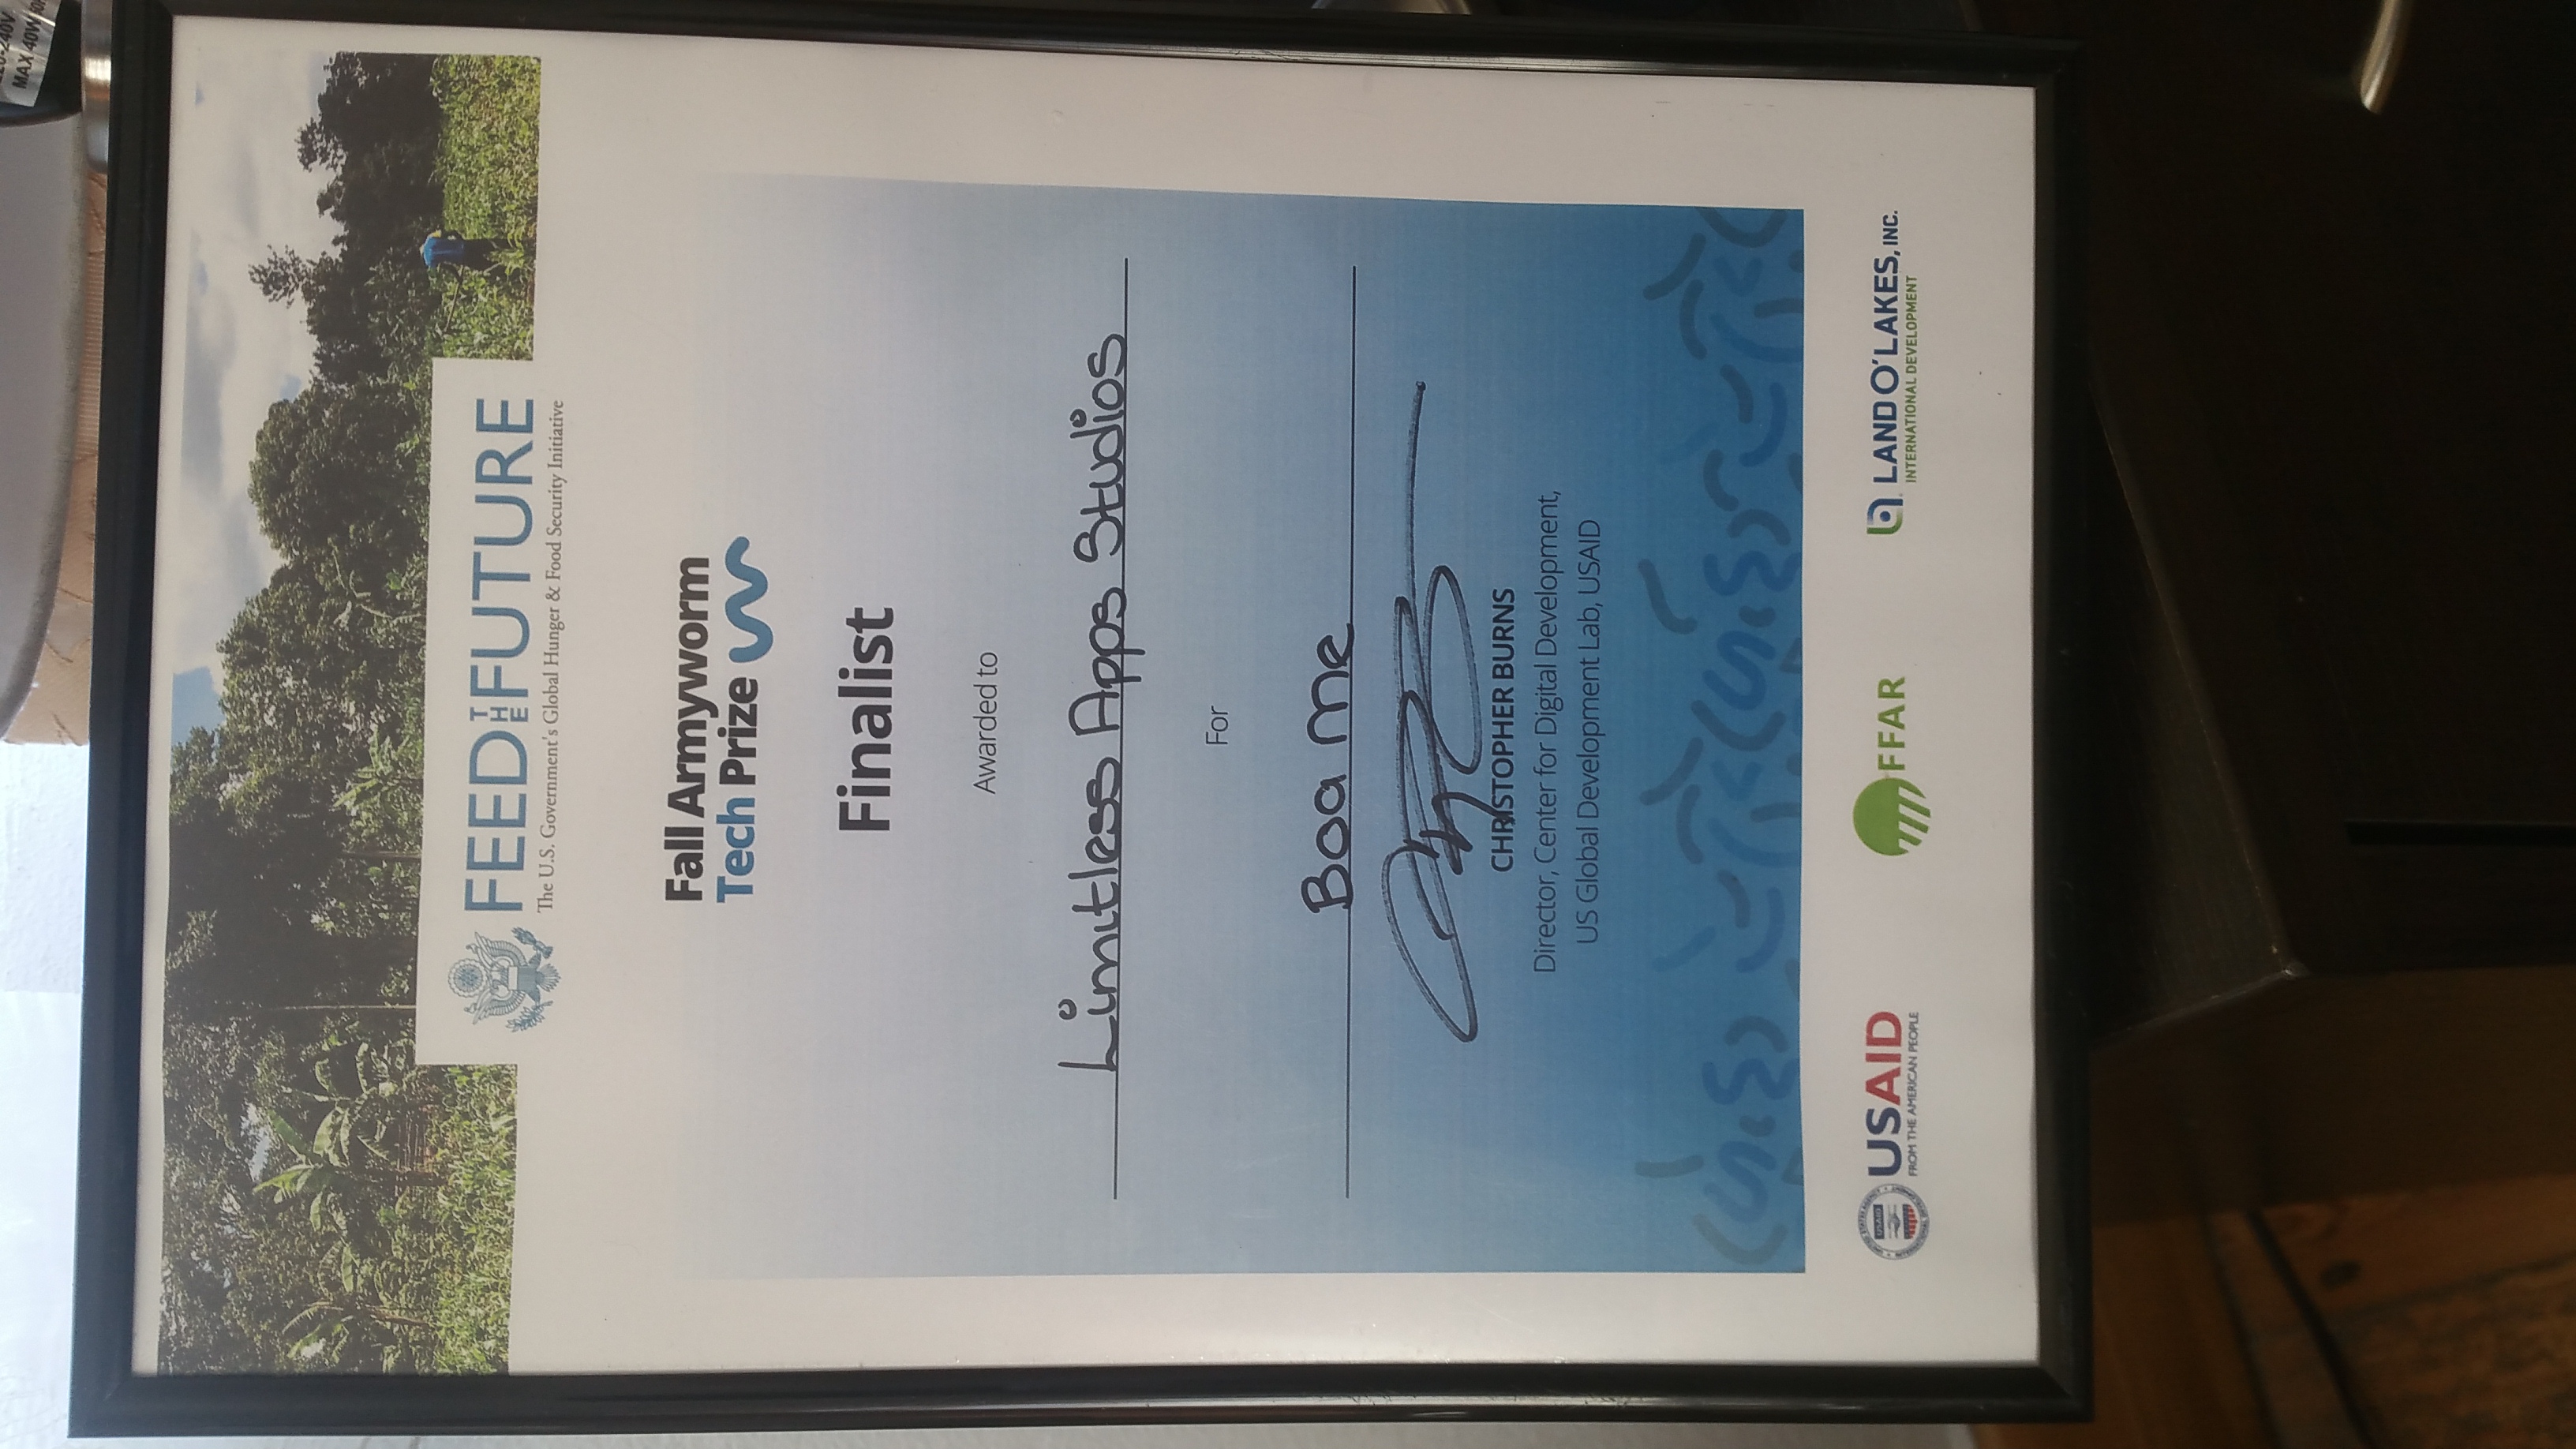 220-240V
MAX 40W
FEED THE FUTURE
The U.S. Government's Global Hunger & Food Security Initiative
Fall Armyworm
Tech Prize
Finalist
Awarded to
Limitless Apps Studios
For
Boa Me
CHRISTOPHER BURNS
Director, Center for Digital Development,
US Global Development Lab, USAID
USAID
FROM THE AMERICAN PEOPLE
FFAR
LAND O'LAKES, INC.
INTERNATIONAL DEVELOPMENT